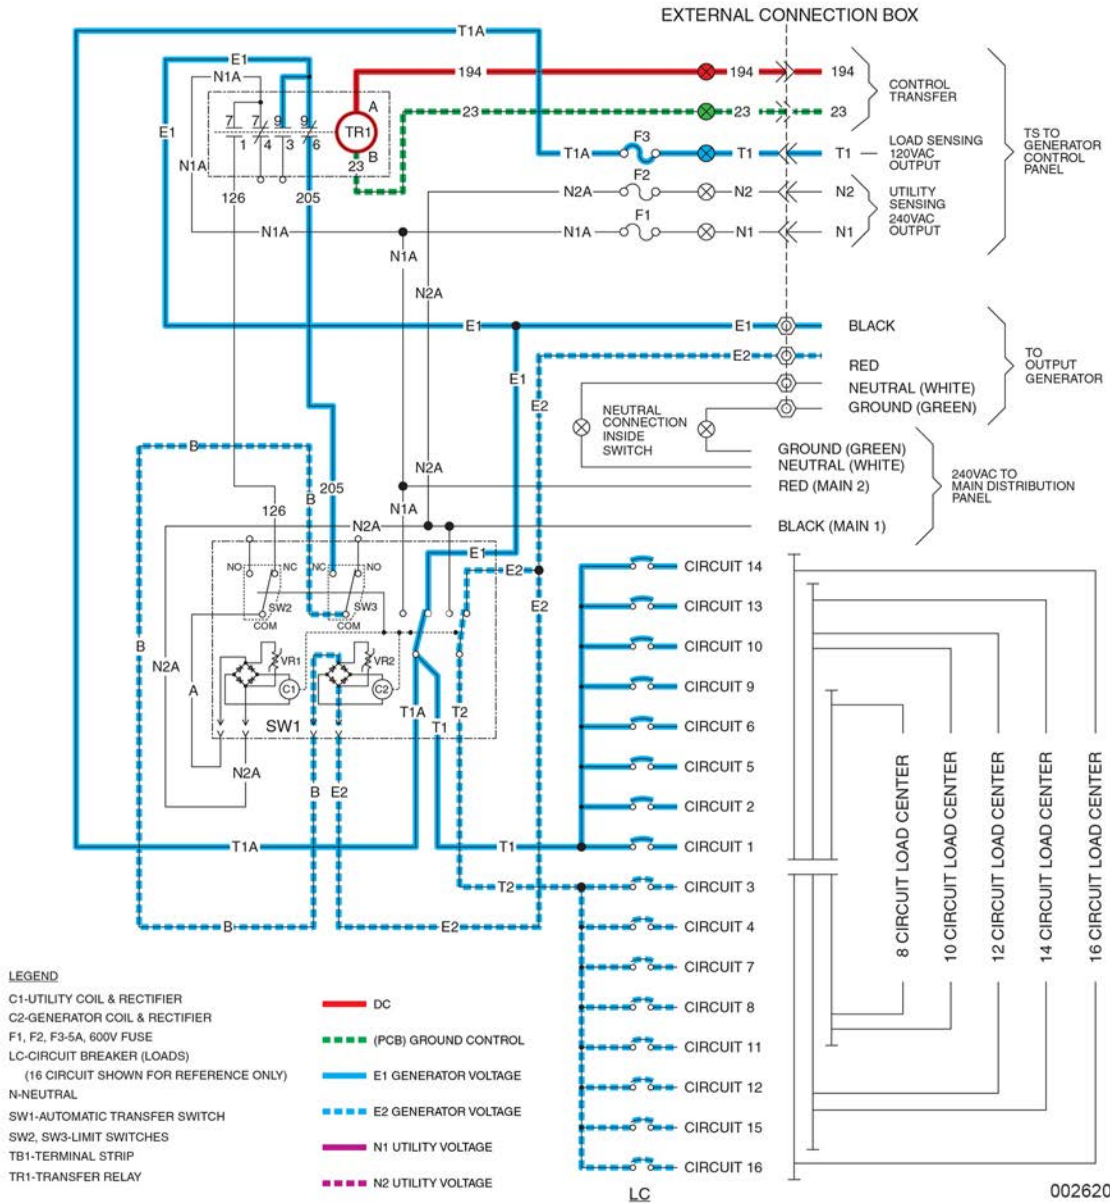 EXTERNAL CONNECTION BOX
T1A
E1
N1A
194
194
194
CONTROL
TRANSFER
A
23
23
23
E1
7
7
9
9
TR1
1
4
3
6
B
23
F3
T1A
T1
T1
LOAD SENSING
120VAC
OUTPUT
TS TO
GENERATOR
CONTROL
PANEL
N1A
126
205
F2
N2A
N2
N2
UTILITY
SENSING
240VAC
OUTPUT
F1
N1A
N1A
N1
N1
N1A
N2A
E1
E1
BLACK
E2
RED
TO
OUTPUT
GENERATOR
E1
E2
NEUTRAL (WHITE)
GROUND (GREEN)
NEUTRAL
CONNECTION
INSIDE
SWITCH
B
GROUND (GREEN)
NEUTRAL (WHITE)
RED (MAIN 2)
BLACK (MAIN 1)
240VAC TO
MAIN DISTRIBUTION
PANEL
N2A
205
B
N1A
126
N2A
E1
E2
E2
NO
NC
NC
NO
SW2
SW3
COM
COM
B
N2A
A
VR1
VR2
C1
C2
SW1
T1A
T1
T2
N2A
B
E2
T1A
T1
T2
B
E2
CIRCUIT 14
CIRCUIT 13
CIRCUIT 10
CIRCUIT 9
CIRCUIT 6
CIRCUIT 5
CIRCUIT 2
CIRCUIT 1
CIRCUIT 3
CIRCUIT 4
CIRCUIT 7
CIRCUIT 8
CIRCUIT 11
CIRCUIT 12
CIRCUIT 15
CIRCUIT 16
LC
8 CIRCUIT LOAD CENTER
10 CIRCUIT LOAD CENTER
12 CIRCUIT LOAD CENTER
14 CIRCUIT LOAD CENTER
16 CIRCUIT LOAD CENTER
LEGEND
C1-UTILITY COIL & RECTIFIER
C2-GENERATOR COIL & RECTIFIER
F1, F2, F3-5A, 600V FUSE
LC-CIRCUIT BREAKER (LOADS)
(16 CIRCUIT SHOWN FOR REFERENCE ONLY)
N-NEUTRAL
SW1-AUTOMATIC TRANSFER SWITCH
SW2, SW3-LIMIT SWITCHES
TB1-TERMINAL STRIP
TR1-TRANSFER RELAY
DC
(PCB) GROUND CONTROL
E1 GENERATOR VOLTAGE
E2 GENERATOR VOLTAGE
N1 UTILITY VOLTAGE
N2 UTILITY VOLTAGE
002620